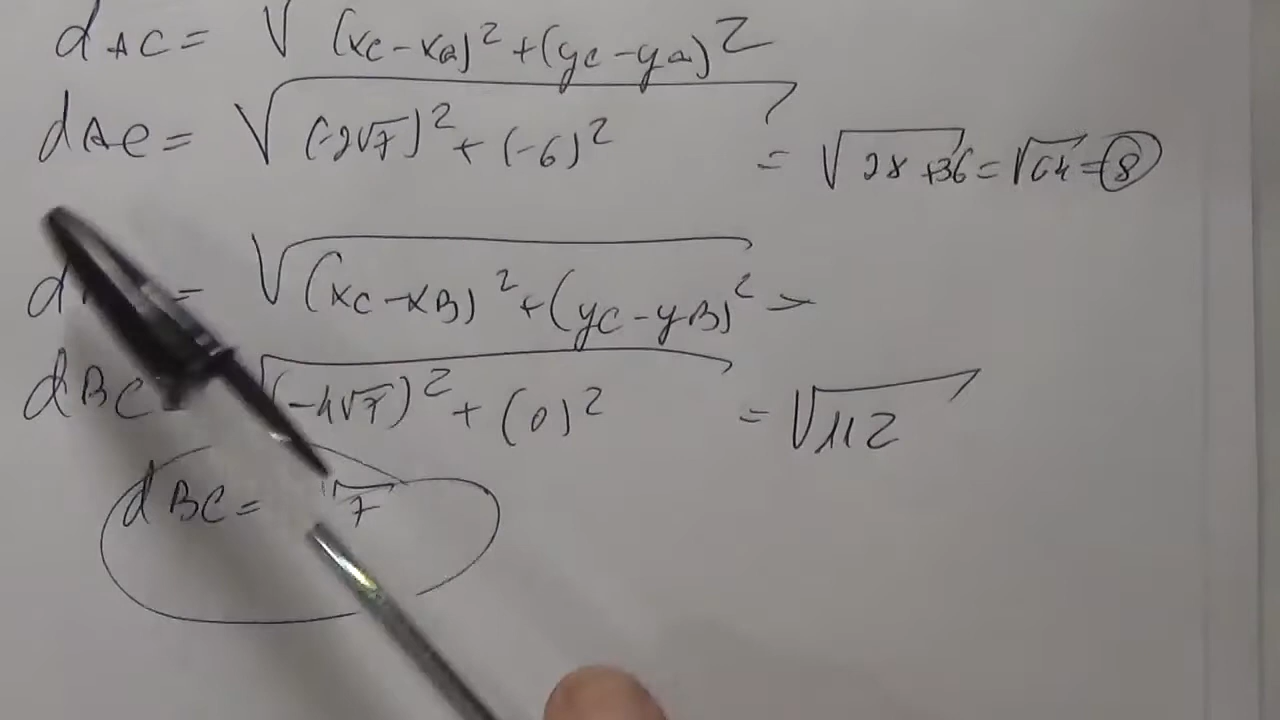 dAC = √(xc-xa)²+(yc-ya)²
dAC = √(-2√7)²+(-6)² = √28+36 = √64 = 8
d = √(xc-xB)²+(yc-yB)² =
dBC √(-4√7)²+(0)² = √112
dBC = √7